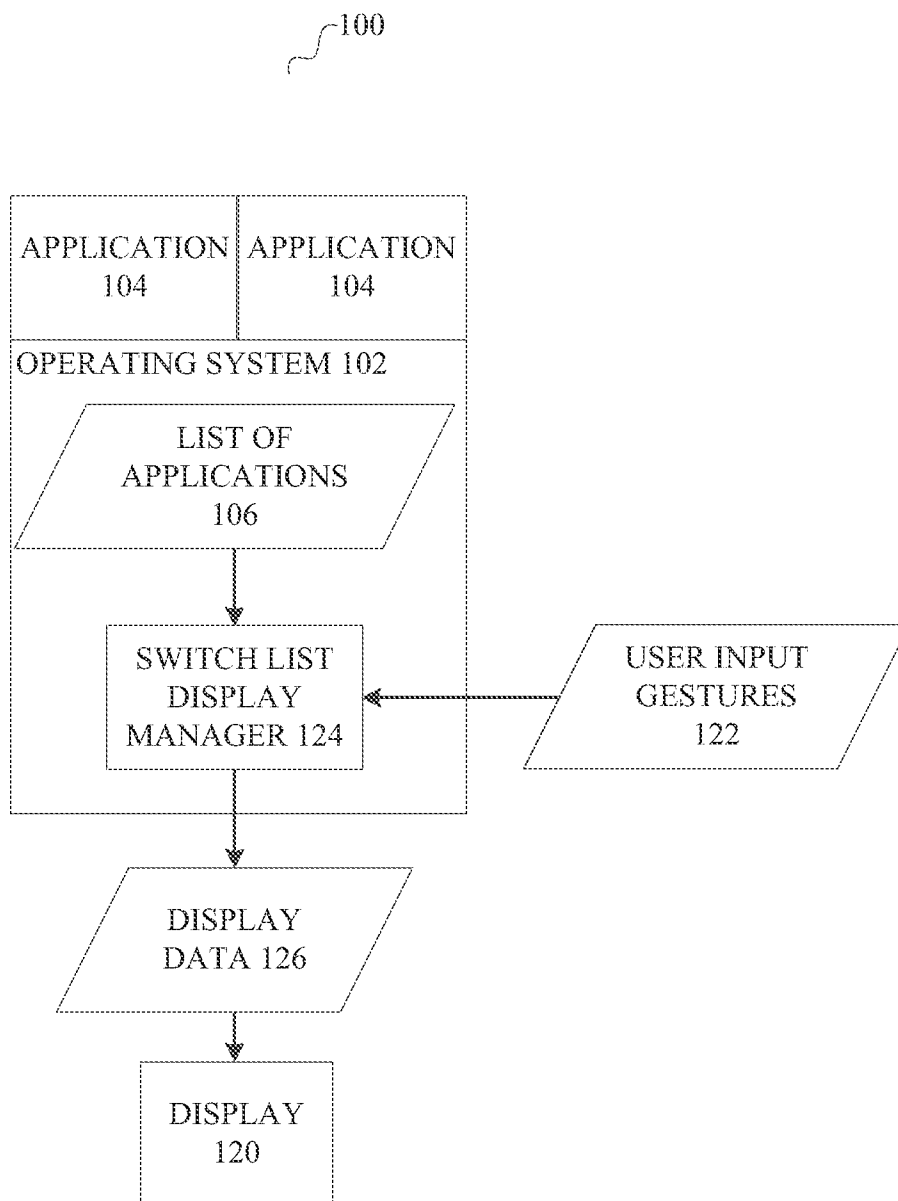 100
APPLICATION
104
APPLICATION
104
OPERATING SYSTEM 102
LIST OF
APPLICATIONS
106
SWITCH LIST
DISPLAY
MANAGER 124
USER INPUT
GESTURES
122
DISPLAY
DATA 126
DISPLAY
120